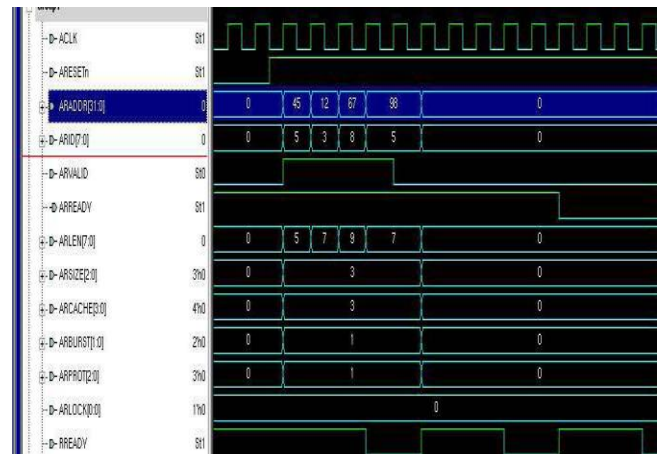 Group1
ACLK St1
ARESETn St1
ARADDR[31:0] 0 0 45 12 67 98 0
ARID[7:0] 0 0 5 3 8 5 0
ARVALID St0
ARREADY St1
ARLEN[7:0] 0 0 5 7 9 7 0
ARSIZE[2:0] 3'h0 0 3 0
ARCACHE[3:0] 4'h0 0 3 0
ARBURST[1:0] 2'h0 0 1 0
ARPROT[2:0] 3'h0 0 1 0
ARLOCK[0:0] 1'h0 0
RREADY St1